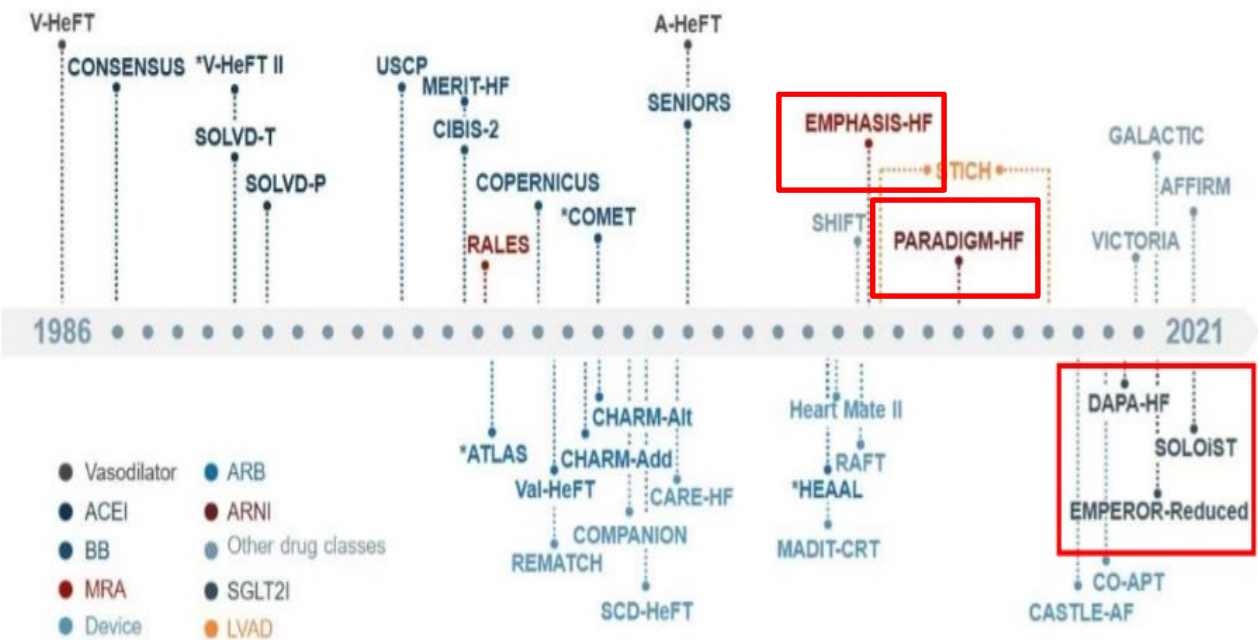 V-HeFT
A-HeFT
CONSENSUS
*V-HeFT II
USCP
MERIT-HF
SENIORS
SOLVD-T
CIBIS-2
EMPHASIS-HF
GALACTIC
SOLVD-P
COPERNICUS
STICH
AFFIRM
*COMET
SHIFT
RALES
PARADIGM-HF
VICTORIA
1986
2021
DAPA-HF
Heart Mate II
CHARM-Alt
SOLOiST
*ATLAS
CHARM-Add
RAFT
Val-HeFT
CARE-HF
*HEAAL
EMPEROR-Reduced
COMPANION
MADIT-CRT
REMATCH
SCD-HeFT
CO-APT
CASTLE-AF
Vasodilator
ACEI
BB
MRA
Device
ARB
ARNI
Other drug classes
SGLT2I
LVAD